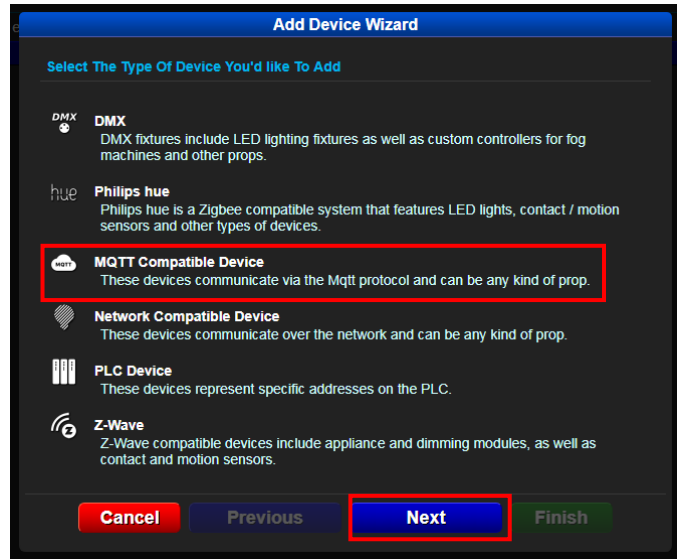 Add Device Wizard
Select The Type Of Device You'd like To Add
DMX
DMX
DMX fixtures include LED lighting fixtures as well as custom controllers for fog
machines and other props.
hue
Philips hue
Philips hue is a Zigbee compatible system that features LED lights, contact / motion
sensors and other types of devices.
MQTT
MQTT Compatible Device
These devices communicate via the Mqtt protocol and can be any kind of prop.
Network Compatible Device
These devices communicate over the network and can be any kind of prop.
PLC Device
These devices represent specific addresses on the PLC.
Z
Z-Wave
Z-Wave compatible devices include appliance and dimming modules, as well as
contact and motion sensors.
Cancel Previous Next Finish